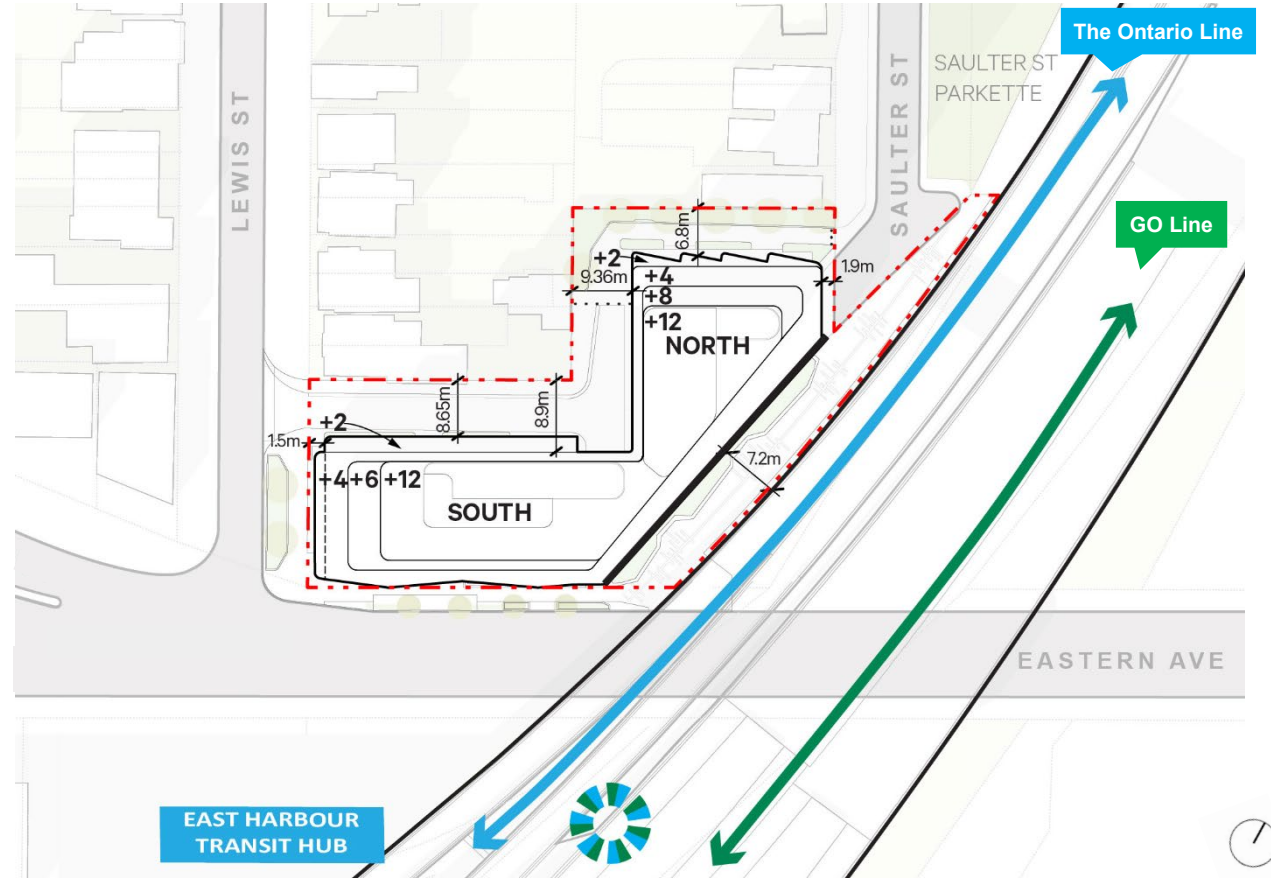 The Ontario Line
SAULTER ST
PARKETTE
SAULTER ST
LEWIS ST
GO Line
6.8m
+2
9.36m
+4
1.9m
+8
+12
NORTH
8.65m
8.9m
+2
1.5m
7.2m
+4 +6 +12
SOUTH
EASTERN AVE
EAST HARBOUR
TRANSIT HUB